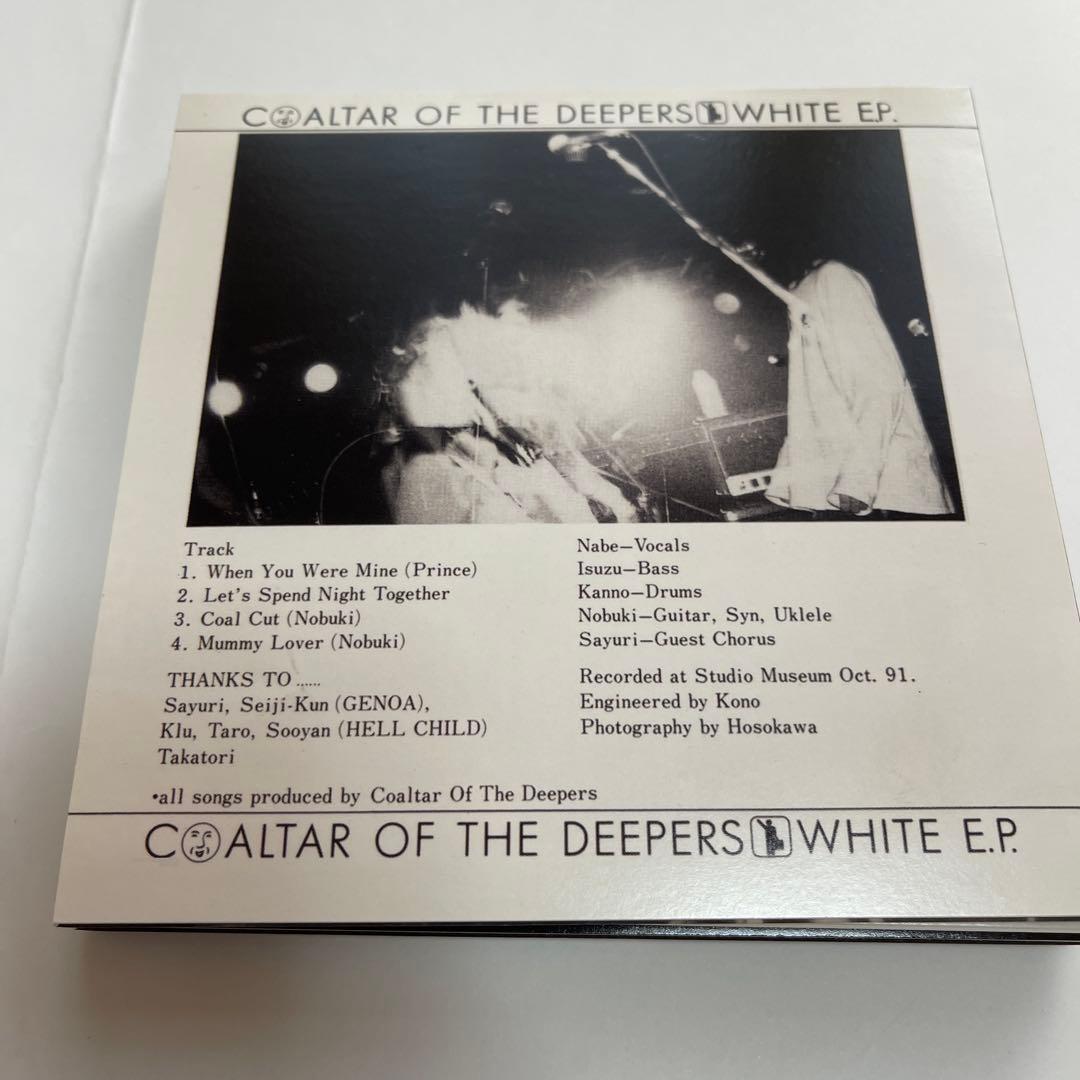 COALTAR OF THE DEEPERS WHITE E.P.
Track
1. When You Were Mine (Prince)
2. Let's Spend Night Together
3. Coal Cut (Nobuki)
4. Mummy Lover (Nobuki)
THANKS TO ......
Sayuri, Seiji-Kun (GENOA),
Klu, Taro, Sooyan (HELL CHILD)
Takatori
Nabe—Vocals
Isuzu—Bass
Kanno—Drums
Nobuki—Guitar, Syn, Uklele
Sayuri—Guest Chorus
Recorded at Studio Museum Oct. 91.
Engineered by Kono
Photography by Hosokawa
•all songs produced by Coaltar Of The Deepers
COALTAR OF THE DEEPERS WHITE E.P.